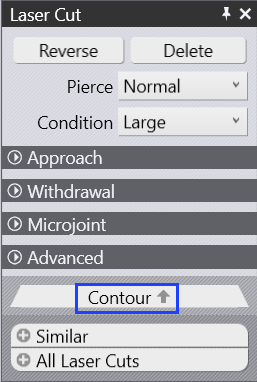 Laser Cut
Reverse Delete
Pierce Normal
Condition Large
Approach
Withdrawal
Microjoint
Advanced
Contour
Similar
All Laser Cuts